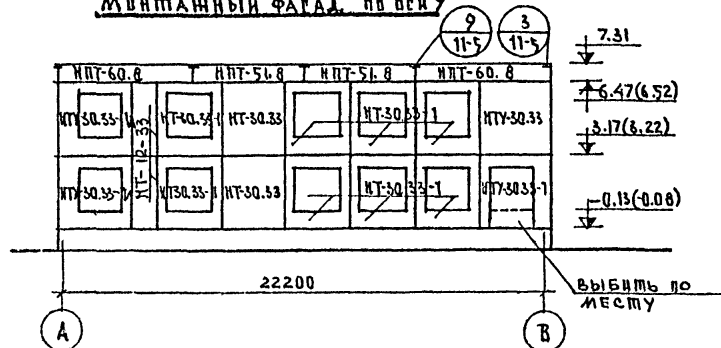 МОНТАЖНЫЙ ФАСАД ПО ОСИ
9
11-5
3
11-5
7.31
НПТ-60.8
НПТ-51.8
НПТ-51.8
НПТ-60.8
6.47(6.52)
НТ-30.33-1
НТ-30.33
НТ-30.33-1
НТУ-30.33
3.17(3.22)
НТ-12-33
НТУ-30.33-1
НТ30.33-1
НТ-30.33
НТ-30.33-1
НТУ-30.33-1
-0.13(-0.08)
22200
ВЫБИТЬ ПО
МЕСТУ
А
В